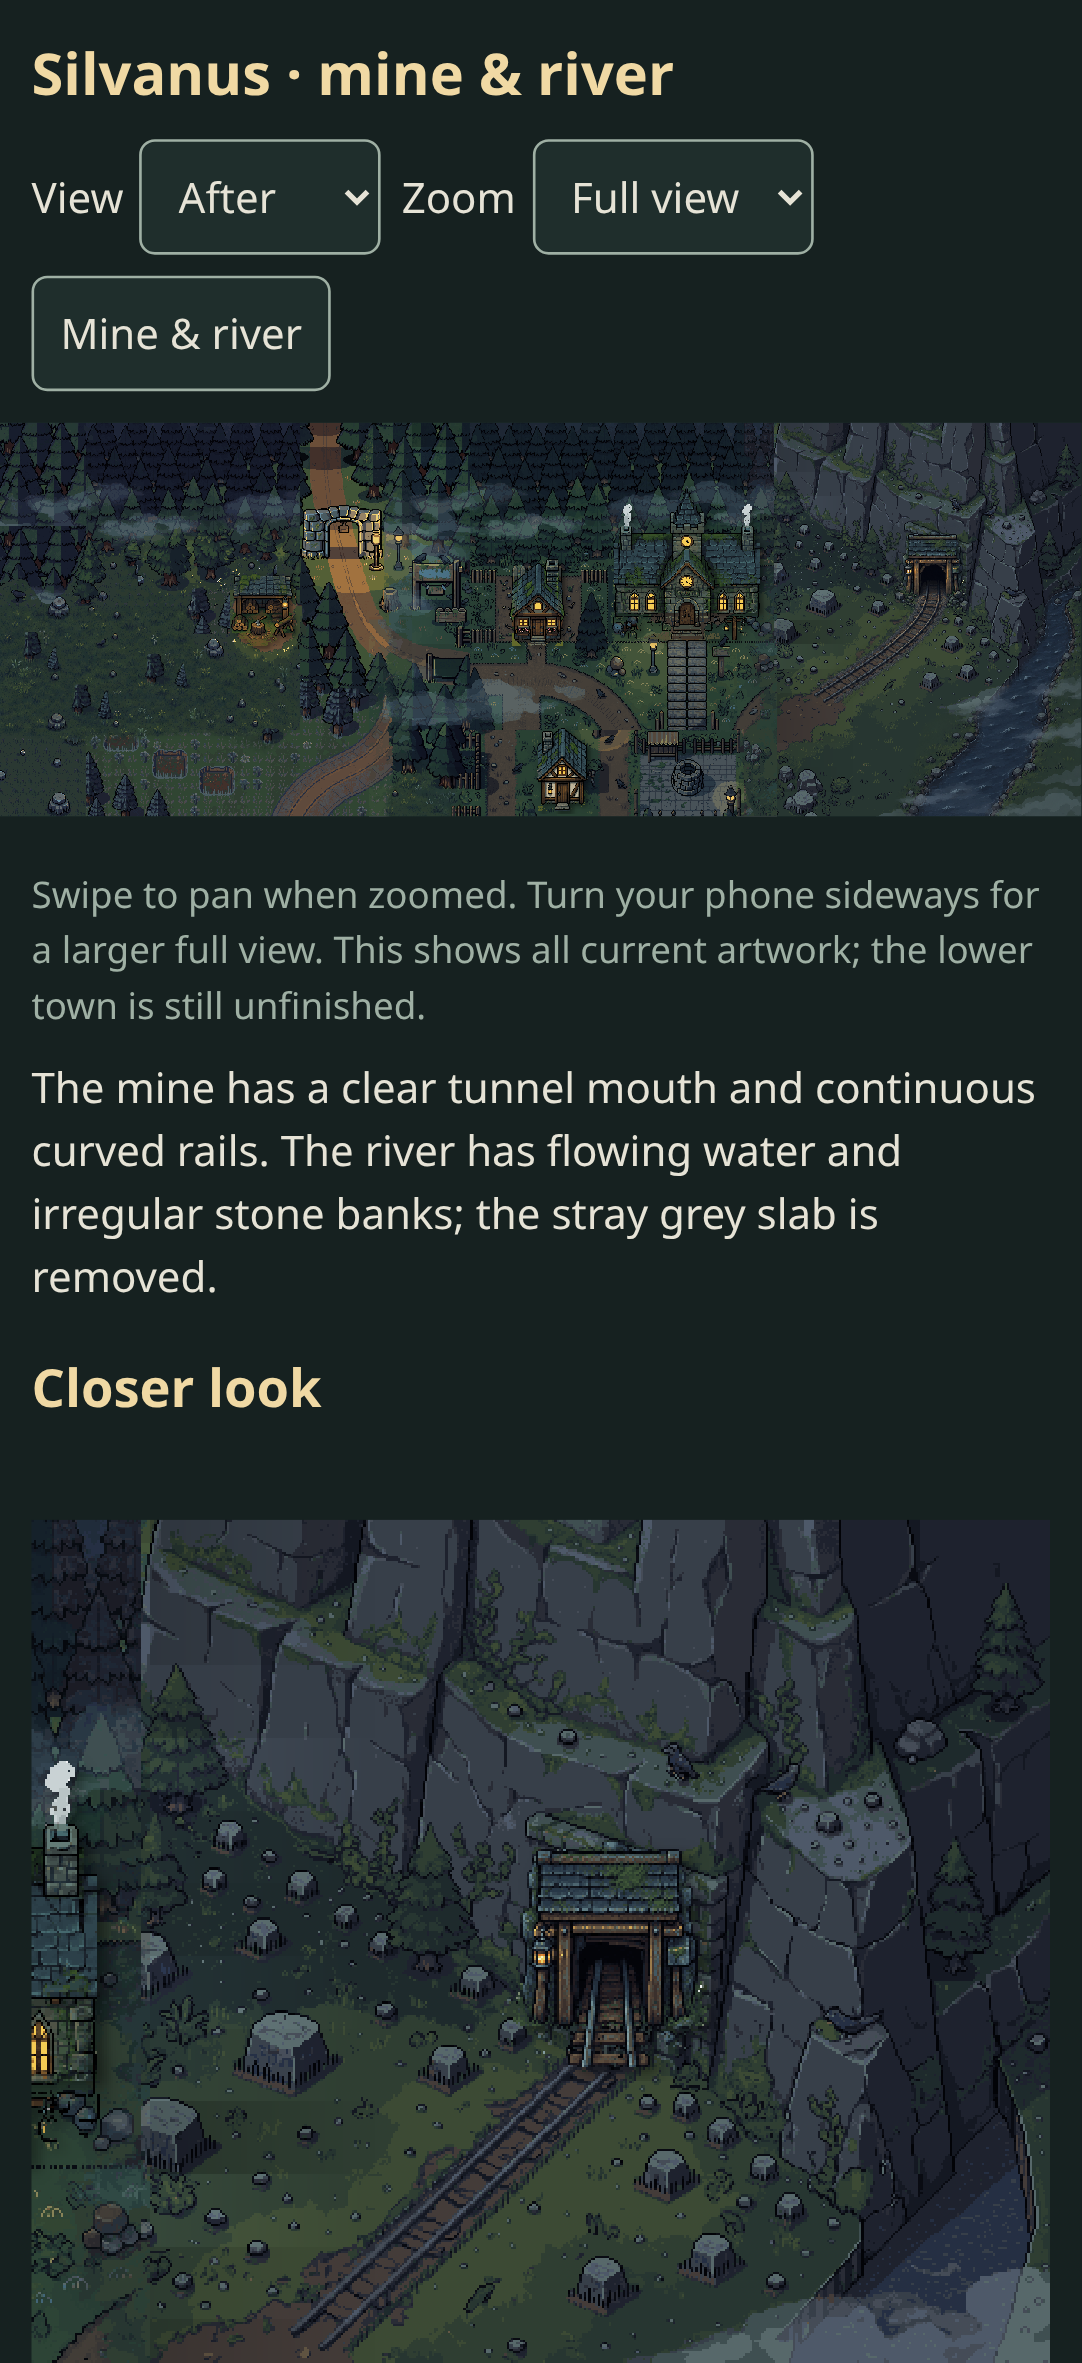 Silvanus · mine & river
View After Zoom Full view
Mine & river
Swipe to pan when zoomed. Turn your phone sideways for
a larger full view. This shows all current artwork; the lower
town is still unfinished.
The mine has a clear tunnel mouth and continuous
curved rails. The river has flowing water and
irregular stone banks; the stray grey slab is
removed.
Closer look